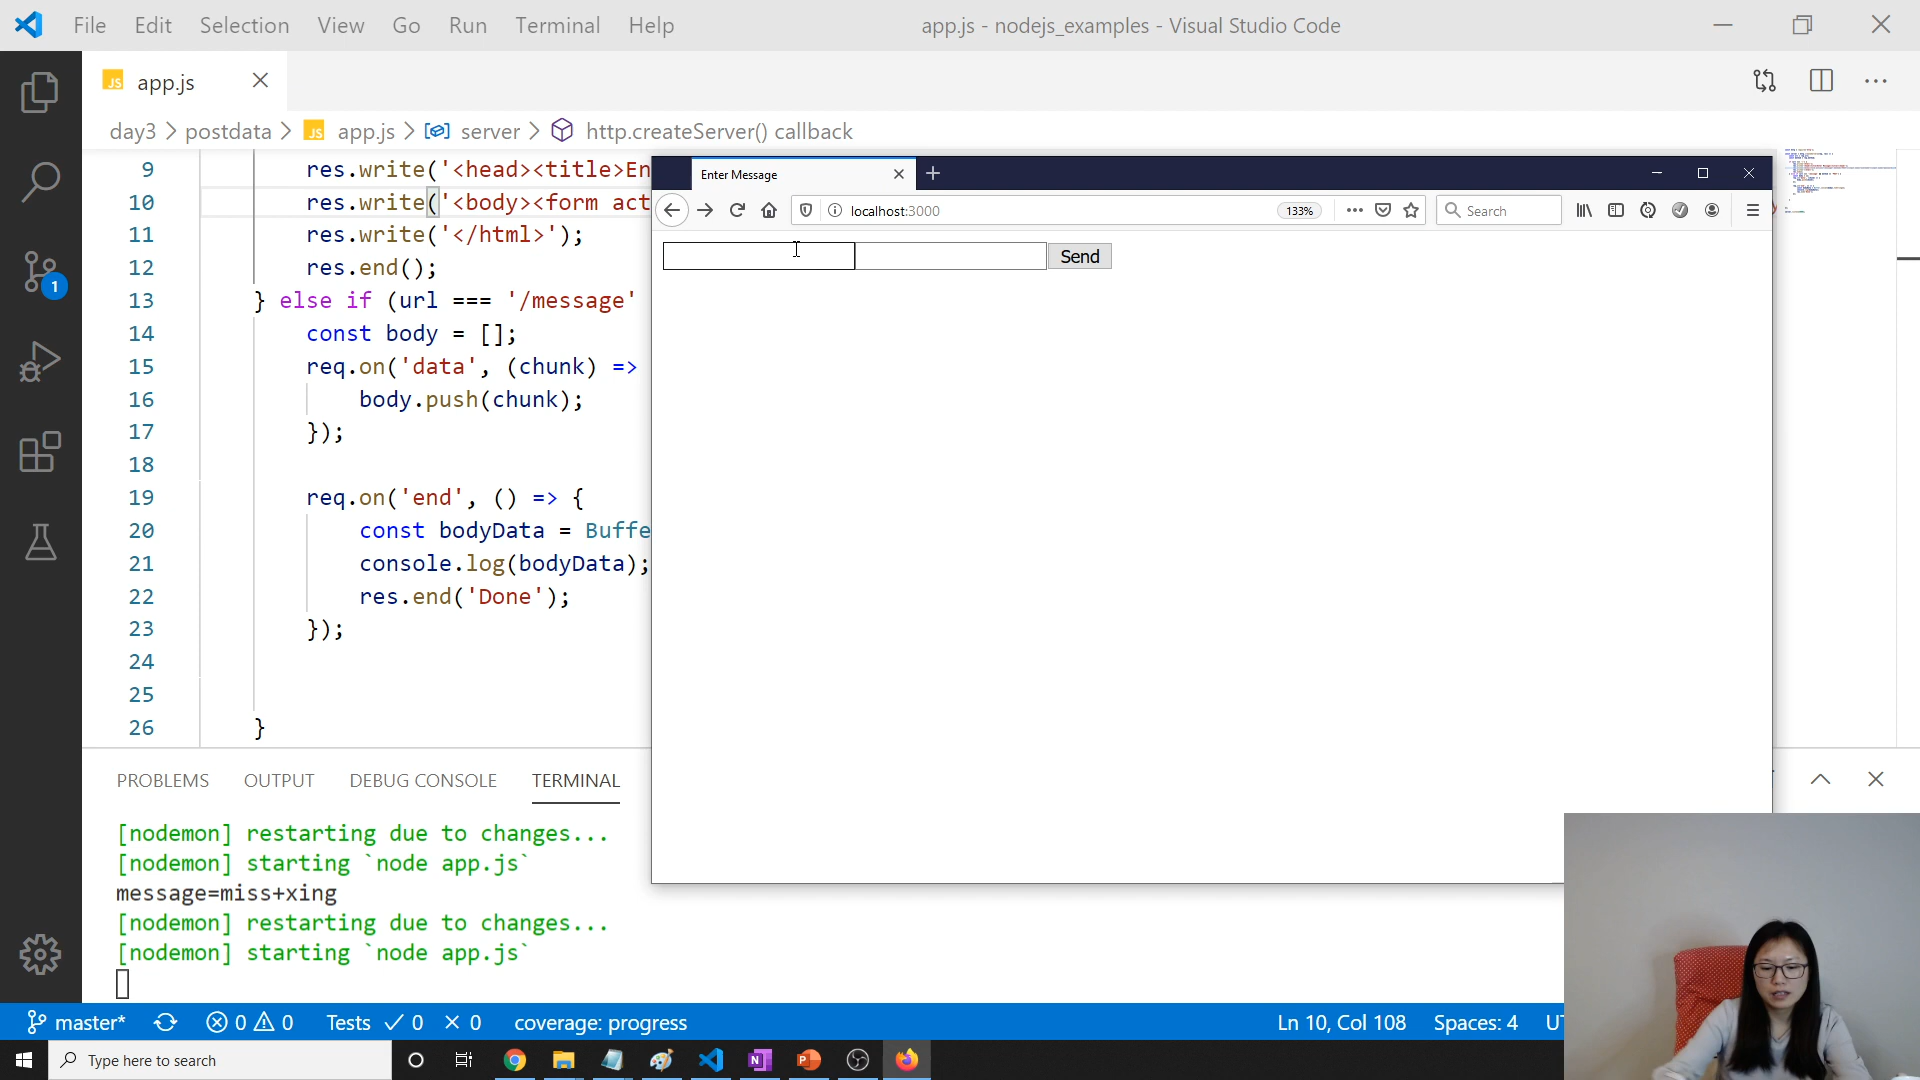 File Edit Selection View Go Run Terminal Help
app.js - nodejs_examples - Visual Studio Code
JS app.js
day3 > postdata > JS app.js > server > http.createServer() callback
9 res.write('<head><title>En
10 res.write('<body><form act
11 res.write('</html>');
12 res.end();
13 } else if (url === '/message'
14 const body = [];
15 req.on('data', (chunk) =>
16 body.push(chunk);
17 });
18
19 req.on('end', () => {
20 const bodyData = Buffe
21 console.log(bodyData);
22 res.end('Done');
23 });
24
25
26 }
Enter Message
localhost:3000
133%
Search
Send
1
PROBLEMS OUTPUT DEBUG CONSOLE TERMINAL
[nodemon] restarting due to changes...
[nodemon] starting `node app.js`
message=miss+xing
[nodemon] restarting due to changes...
[nodemon] starting `node app.js`
master* 0 0 Tests 0 0 coverage: progress
Ln 10, Col 108 Spaces: 4
Type here to search